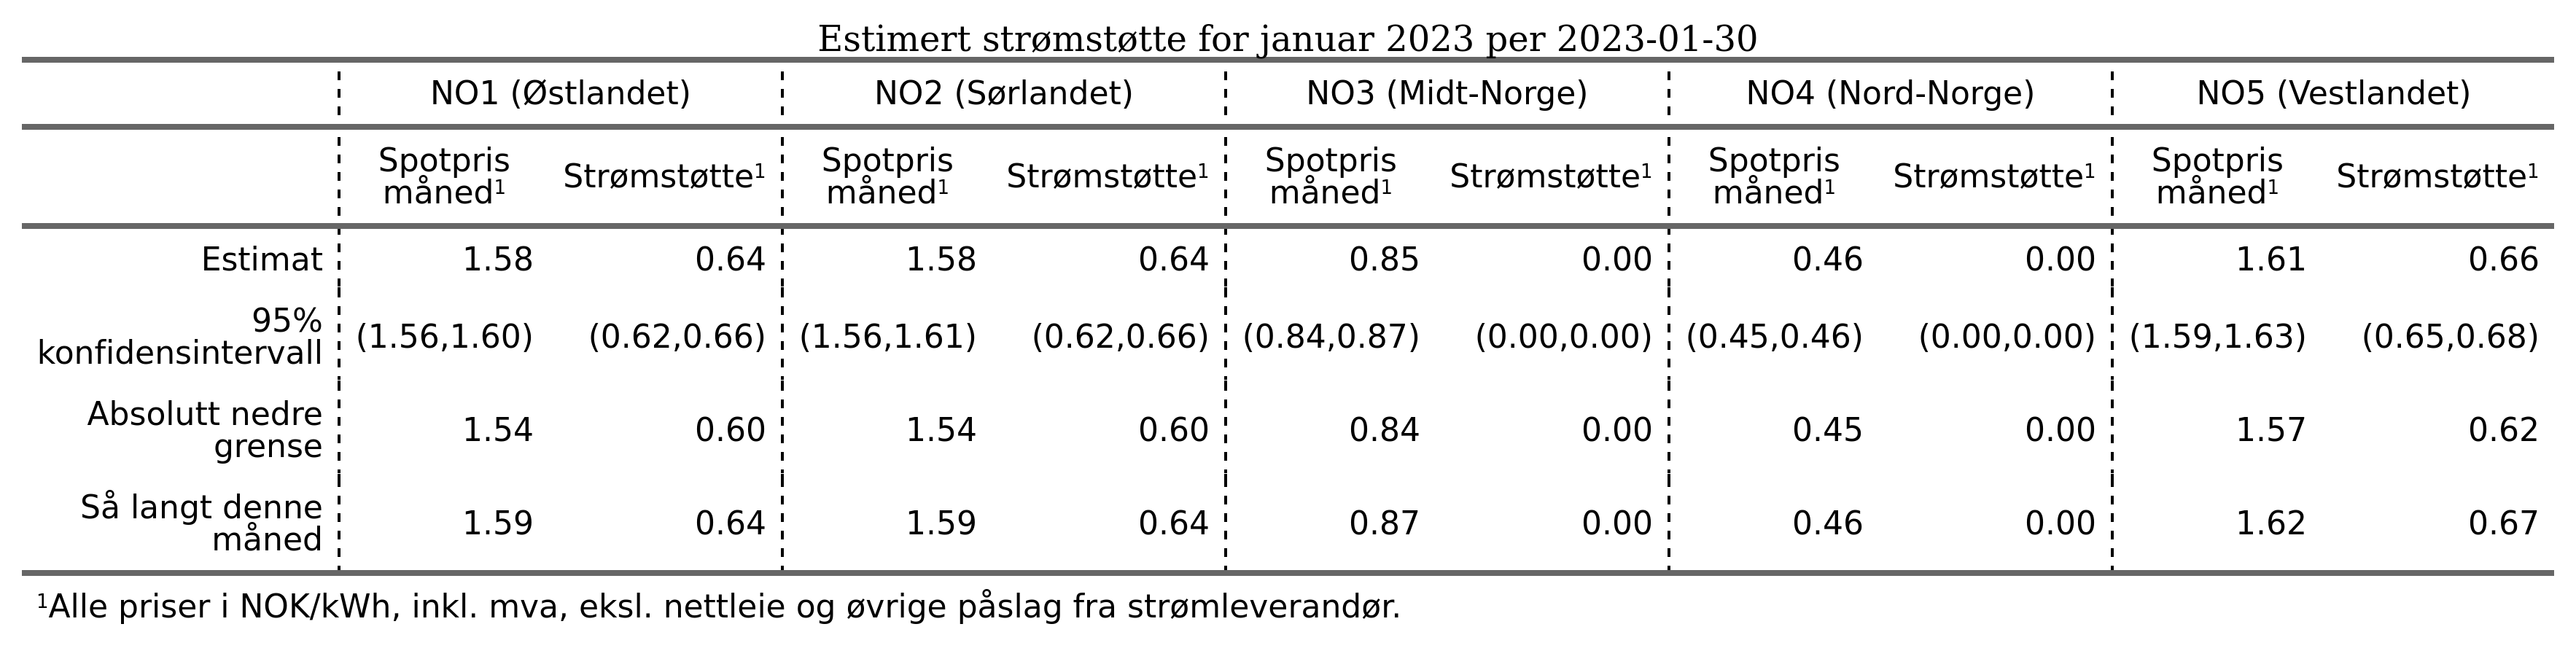 Estimert strømstøtte for januar 2023 per 2023-01-30
NO1 (Østlandet) NO2 (Sørlandet) NO3 (Midt-Norge) NO4 (Nord-Norge) NO5 (Vestlandet)
Spotpris måned¹ Strømstøtte¹ Spotpris måned¹ Strømstøtte¹ Spotpris måned¹ Strømstøtte¹ Spotpris måned¹ Strømstøtte¹ Spotpris måned¹ Strømstøtte¹
Estimat 1.58 0.64 1.58 0.64 0.85 0.00 0.46 0.00 1.61 0.66
95% konfidensintervall (1.56,1.60) (0.62,0.66) (1.56,1.61) (0.62,0.66) (0.84,0.87) (0.00,0.00) (0.45,0.46) (0.00,0.00) (1.59,1.63) (0.65,0.68)
Absolutt nedre grense 1.54 0.60 1.54 0.60 0.84 0.00 0.45 0.00 1.57 0.62
Så langt denne måned 1.59 0.64 1.59 0.64 0.87 0.00 0.46 0.00 1.62 0.67
¹Alle priser i NOK/kWh, inkl. mva, eksl. nettleie og øvrige påslag fra strømleverandør.